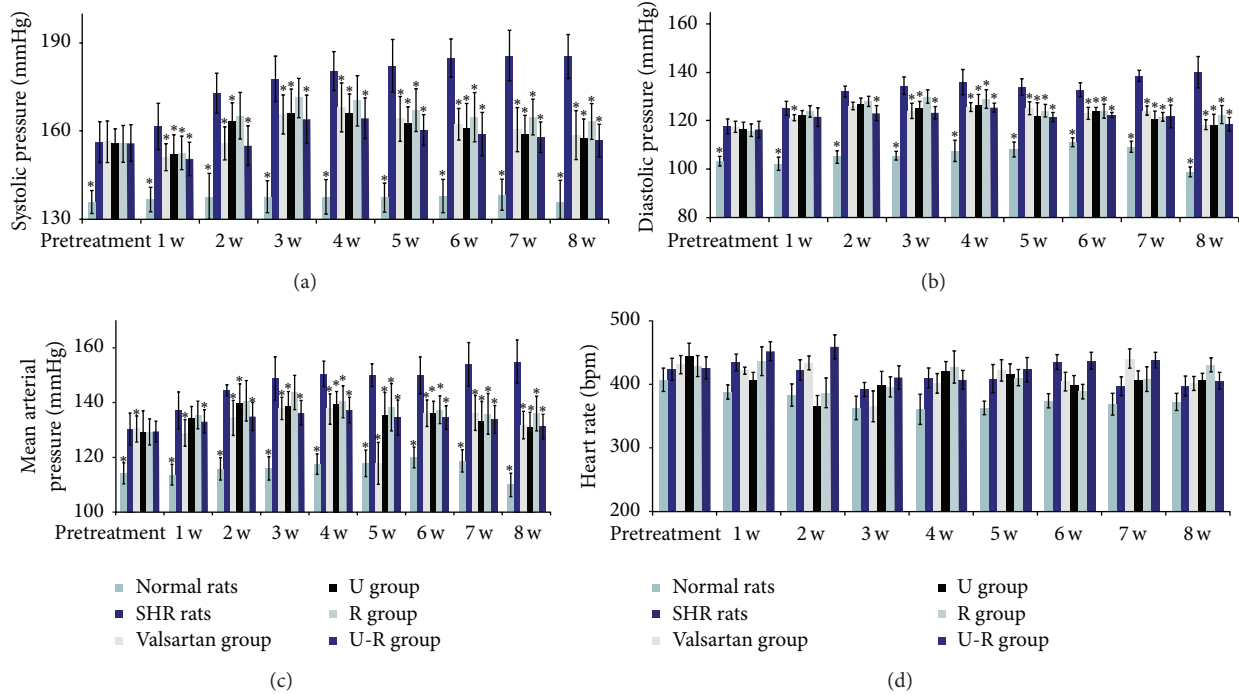 Systolic pressure (mmHg)
190
160
130
* * * * * * * * * * * * * * * * * * * * * * * * * * * * * * * * * * * * * * *
Pretreatment 1 w 2 w 3 w 4 w 5 w 6 w 7 w 8 w
(a)
Diastolic pressure (mmHg)
160
140
120
100
80
Pretreatment 1 w 2 w 3 w 4 w 5 w 6 w 7 w 8 w
(b)
Mean arterial
pressure (mmHg)
160
140
120
100
Pretreatment 1 w 2 w 3 w 4 w 5 w 6 w 7 w 8 w
Normal rats
SHR rats
Valsartan group
U group
R group
U-R group
(c)
Heart rate (bpm)
500
400
300
200
Pretreatment 1 w 2 w 3 w 4 w 5 w 6 w 7 w 8 w
Normal rats
SHR rats
Valsartan group
U group
R group
U-R group
(d)